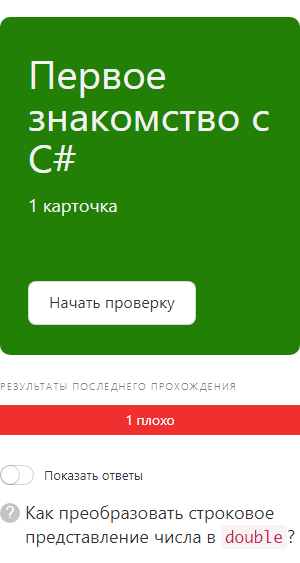 Первое
знакомство с
C#
1 карточка
Начать проверку
РЕЗУЛЬТАТЫ ПОСЛЕДНЕГО ПРОХОЖДЕНИЯ
1 плохо
Показать ответы
? Как преобразовать строковое
представление числа в double?